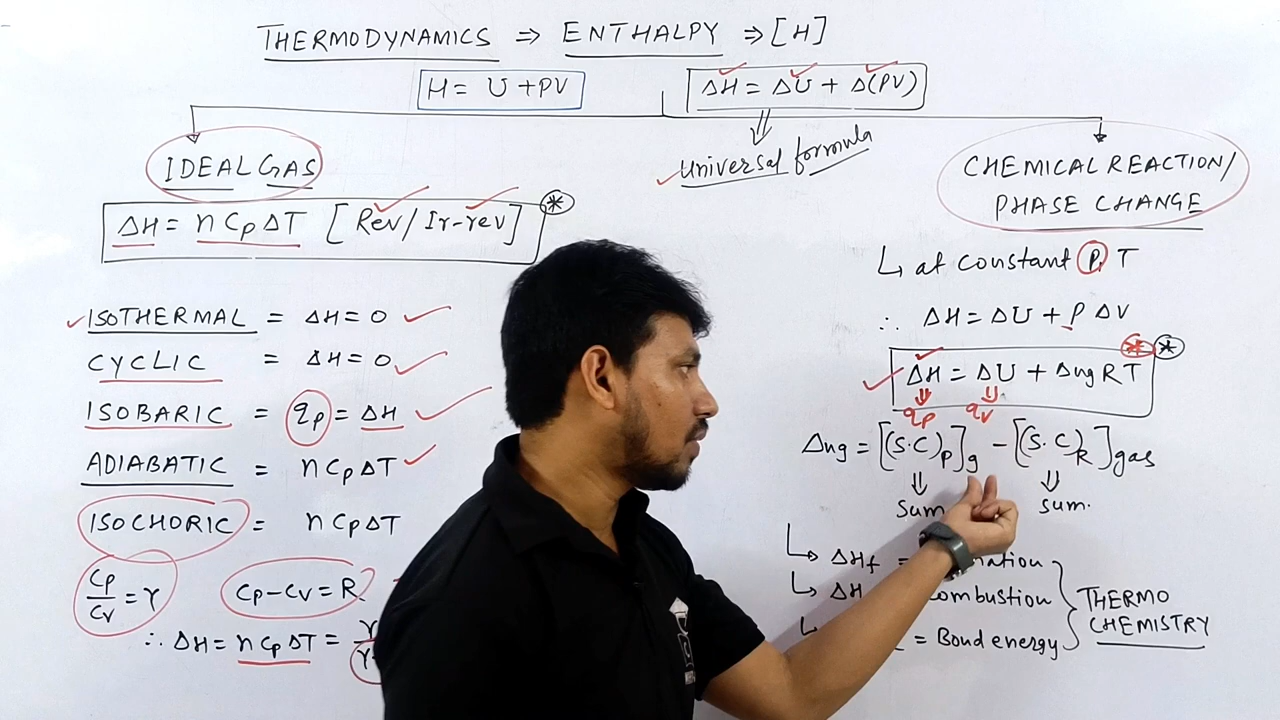 THERMODYNAMICS ⇒ ENTHALPY ⇒ [H]
H = U + PV
ΔH = ΔU + Δ(PV)
Universal formula
IDEAL GAS
ΔH = nCpΔT [Rev/Ir-rev] *
ISOTHERMAL = ΔH = 0
CYCLIC = ΔH = 0
ISOBARIC = qp = ΔH
ADIABATIC = nCpΔT
ISOCHORIC = nCpΔT
Cp/Cv = γ Cp-Cv = R
∴ ΔH = nCpΔT = γ/γ
CHEMICAL REACTION/
PHASE CHANGE
↳ at constant P, T
∴ ΔH = ΔU + PΔV
ΔH = ΔU + Δng RT * *
⇓ ⇓
qp qv
Δng = [(S.C)p]g - [(S.C)R]gas
⇓ ⇓
Sum sum.
↳ ΔHf =
↳ ΔH ombustion
= Bond energy
THERMO
CHEMISTRY